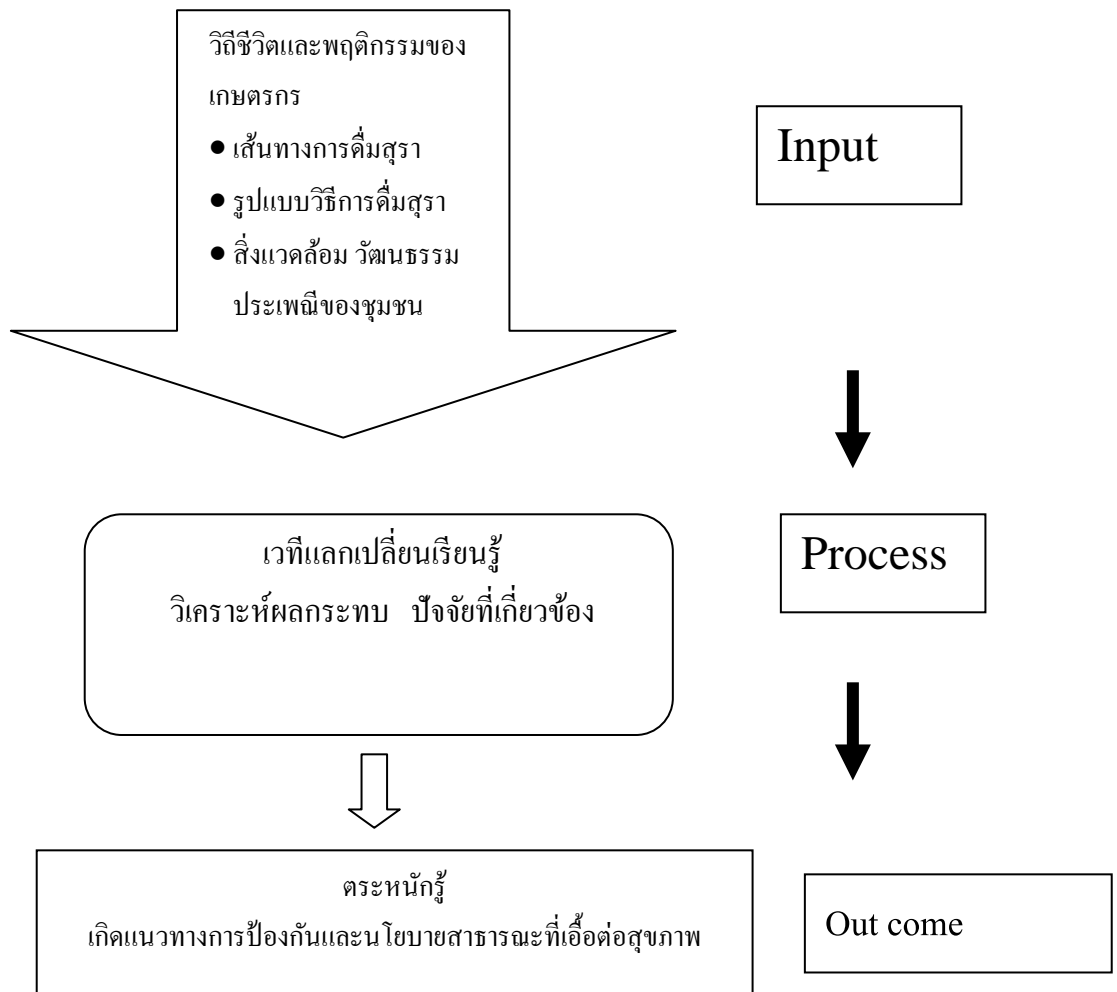 วิถีชีวิตและพฤติกรรมของ
เกษตรกร
● เส้นทางการดื่มสุรา
● รูปแบบวิธีการดื่มสุรา
● สิ่งแวดล้อม วัฒนธรรม
ประเพณีของชุมชน
Input
เวทีแลกเปลี่ยนเรียนรู้
วิเคราะห์ผลกระทบ ปัจจัยที่เกี่ยวข้อง
Process
ตระหนักรู้
เกิดแนวทางการป้องกันและนโยบายสาธารณะที่เอื้อต่อสุขภาพ
Out come